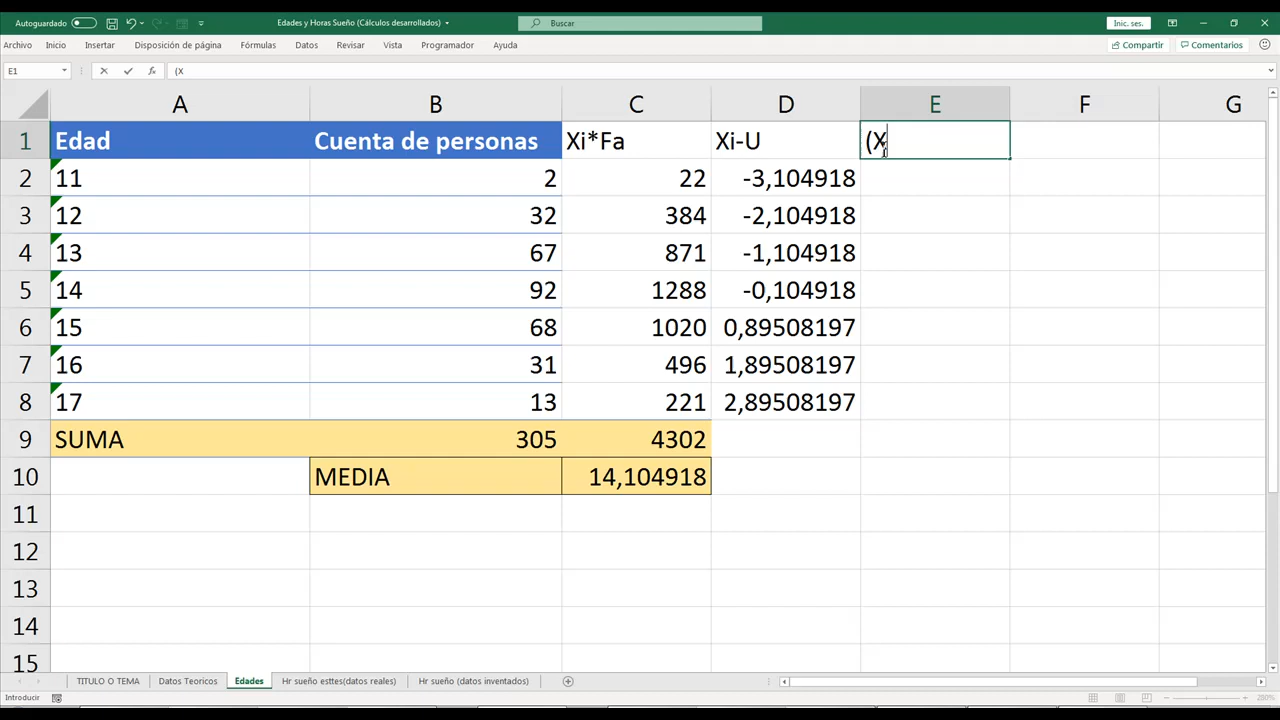 Autoguardado
Edades y Horas Sueño (Cálculos desarrollados)
Buscar
Inic. ses.
Archivo Inicio Insertar Disposición de página Fórmulas Datos Revisar Vista Programador Ayuda Compartir Comentarios
E1 fx (X
A B C D E F G
1 Edad Cuenta de personas Xi*Fa Xi-U (X
2 11 2 22 -3,104918
3 12 32 384 -2,104918
4 13 67 871 -1,104918
5 14 92 1288 -0,104918
6 15 68 1020 0,89508197
7 16 31 496 1,89508197
8 17 13 221 2,89508197
9 SUMA 305 4302
10 MEDIA 14,104918
11
12
13
14
15
TITULO O TEMA Datos Teoricos Edades Hr sueño esttes(datos reales) Hr sueño (datos inventados)
Introducir 280%